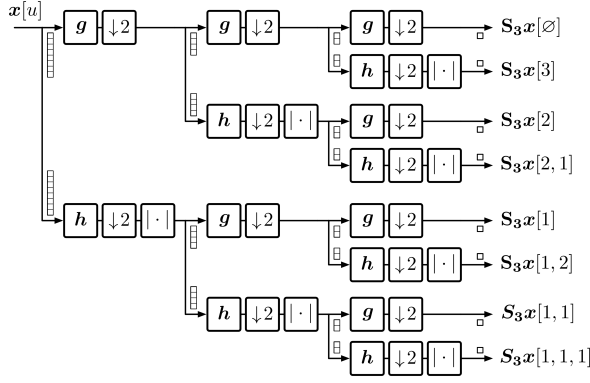 x[u]
g ↓2 g ↓2 g ↓2 S₃x[∅]
h ↓2 |·| S₃x[3]
h ↓2 |·| g ↓2 S₃x[2]
h ↓2 |·| S₃x[2,1]
h ↓2 |·| g ↓2 g ↓2 S₃x[1]
h ↓2 |·| S₃x[1,2]
h ↓2 |·| g ↓2 S₃x[1,1]
h ↓2 |·| S₃x[1,1,1]